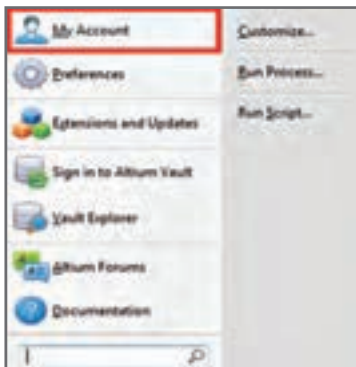 My Account
Preferences
Extensions and Updates
Sign in to Altium Vault
Vault Explorer
Altium Forums
Documentation
Customize...
Run Process...
Run Script...